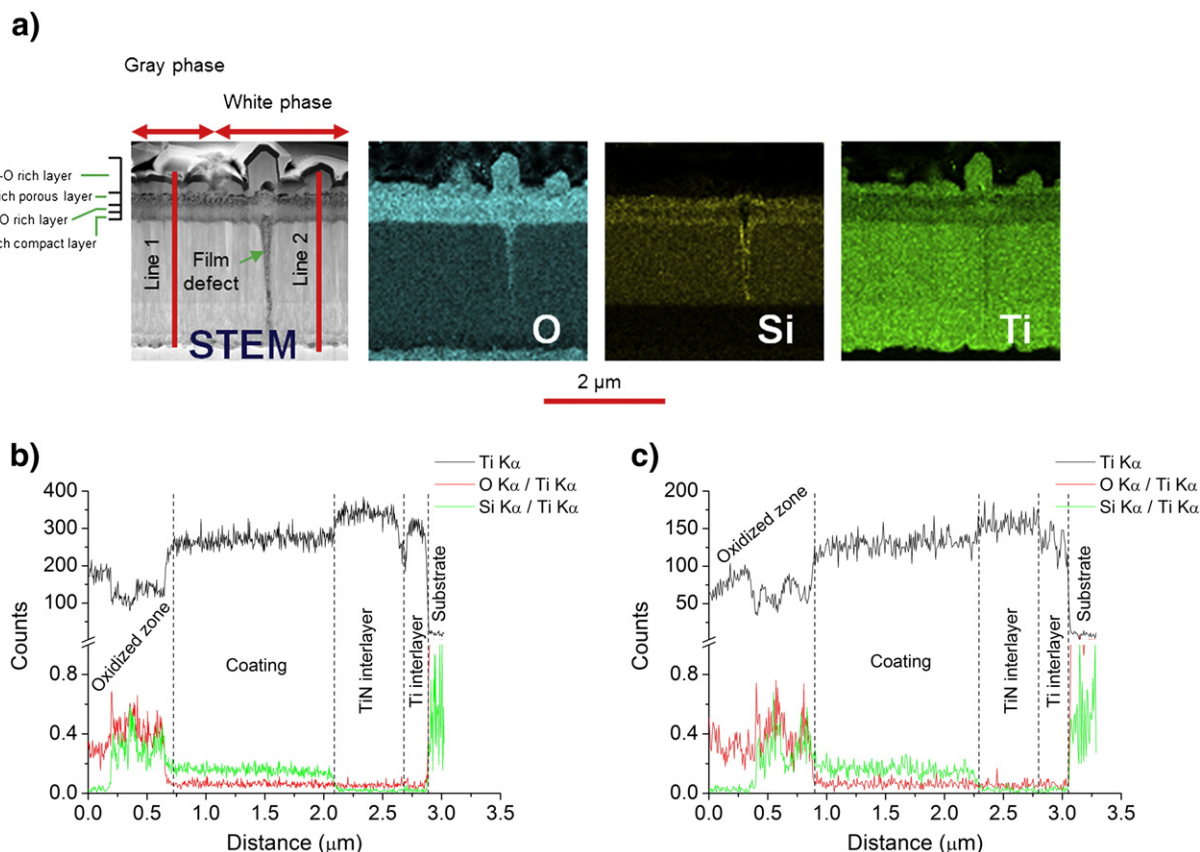 a)
Gray phase
White phase
-O rich layer
ich porous layer
O rich layer
ch compact layer
Line 1
Film
defect
Line 2
STEM
O
Si
Ti
2 μm
b)
Ti Kα
O Kα / Ti Kα
Si Kα / Ti Kα
400
300
200
100
0.8
0.4
0.0
Counts
Oxidized zone
Coating
TiN interlayer
Ti interlayer
Substrate
0.0 0.5 1.0 1.5 2.0 2.5 3.0 3.5
Distance (μm)
c)
Ti Kα
O Kα / Ti Kα
Si Kα / Ti Kα
200
150
100
50
0.8
0.4
0.0
Counts
Oxidized zone
Coating
TiN interlayer
Ti interlayer
Substrate
0.0 0.5 1.0 1.5 2.0 2.5 3.0 3.5
Distance (μm)